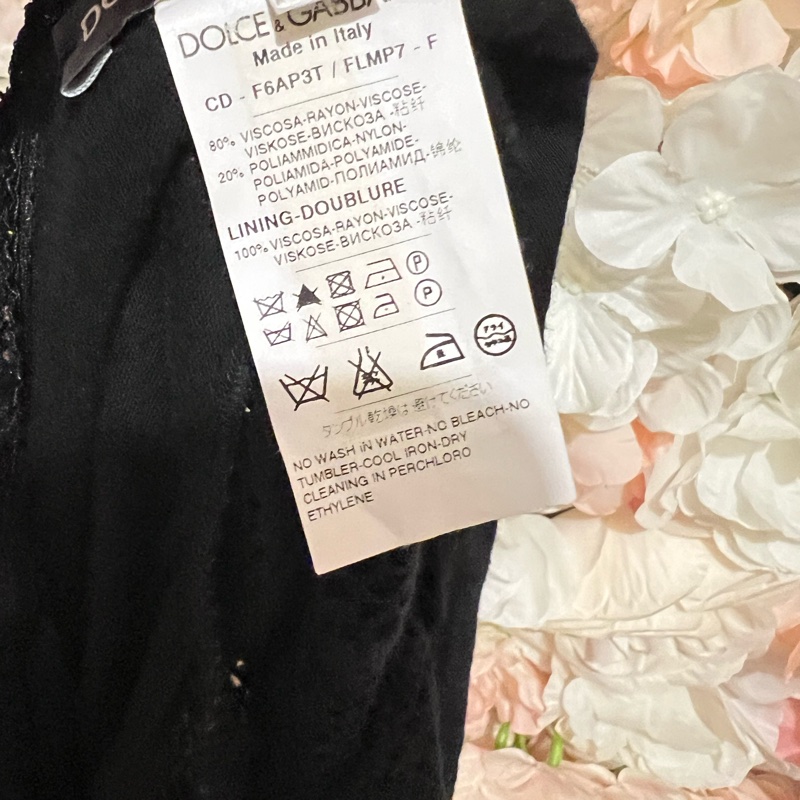 DOLCE & GABBA
Made in Italy
CD - F6AP3T / FLMP7 - F
80% VISCOSA-RAYON-VISCOSE-
VISKOSE-ВИСКОЗА -粘纤
20% POLIAMMIDICA-NYLON-
POLIAMIDA-POLYAMIDE-
POLYAMID-ПОЛИАМИД-锦纶
LINING-DOUBLURE
100% VISCOSA-RAYON-VISCOSE-
VISKOSE-ВИСКОЗА -粘纤
P
P
ドライ
タンブル乾燥は避けてください
NO WASH IN WATER-NO BLEACH-NO
TUMBLER-COOL IRON-DRY
CLEANING IN PERCHLORO
ETHYLENE